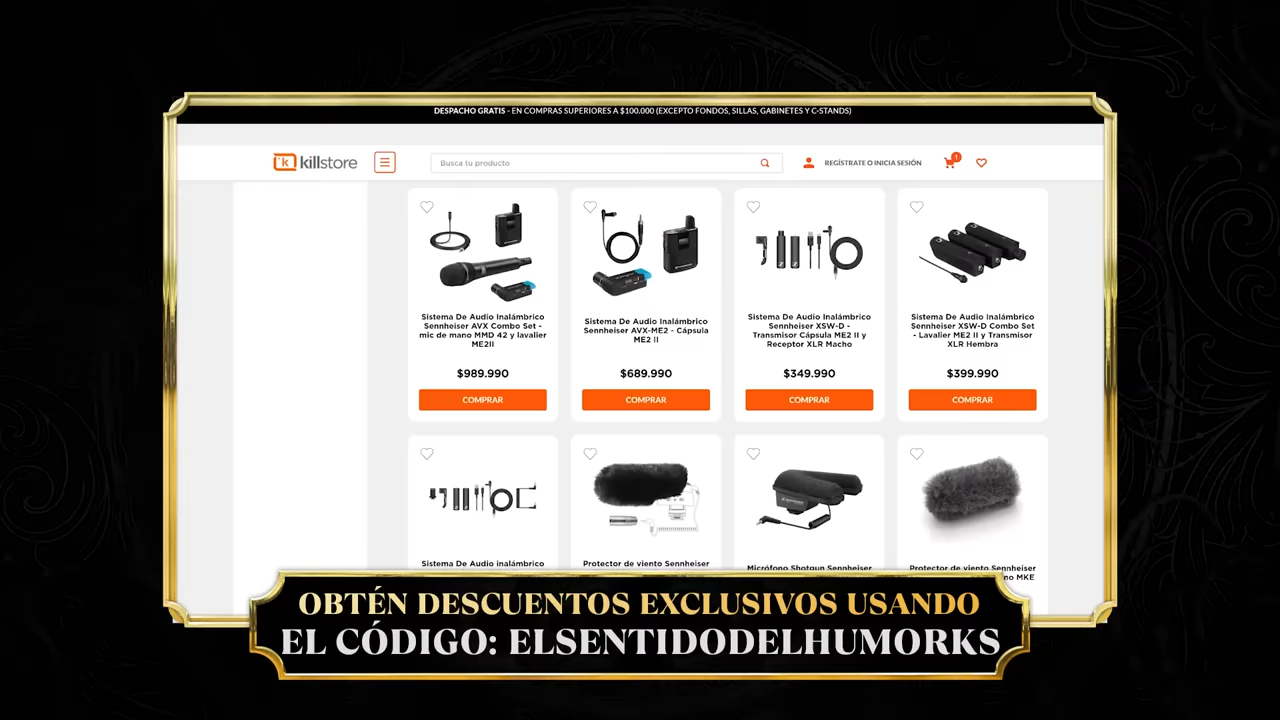 DESPACHO GRATIS - EN COMPRAS SUPERIORES A $100.000 (EXCEPTO FONDOS, SILLAS, GABINETES Y C-STANDS)
k killstore
Busca tu producto
REGÍSTRATE O INICIA SESIÓN
1
Sistema De Audio Inalámbrico
Sennheiser AVX Combo Set -
mic de mano MMD 42 y lavalier
ME2II
$989.990
COMPRAR
Sistema De Audio Inalámbrico
Sennheiser AVX-ME2 - Cápsula
ME2 II
$689.990
COMPRAR
Sistema De Audio Inalámbrico
Sennheiser XSW-D -
Transmisor Cápsula ME2 II y
Receptor XLR Macho
$349.990
COMPRAR
Sistema De Audio Inalámbrico
Sennheiser XSW-D Combo Set
- Lavalier ME2 II y Transmisor
XLR Hembra
$399.990
COMPRAR
Sistema De Audio inalámbrico
Protector de viento Sennheiser
Micrófono Shotgun Sennheiser
Protector de viento Sennheiser
no MKE
OBTÉN DESCUENTOS EXCLUSIVOS USANDO
EL CÓDIGO: ELSENTIDODELHUMORKS